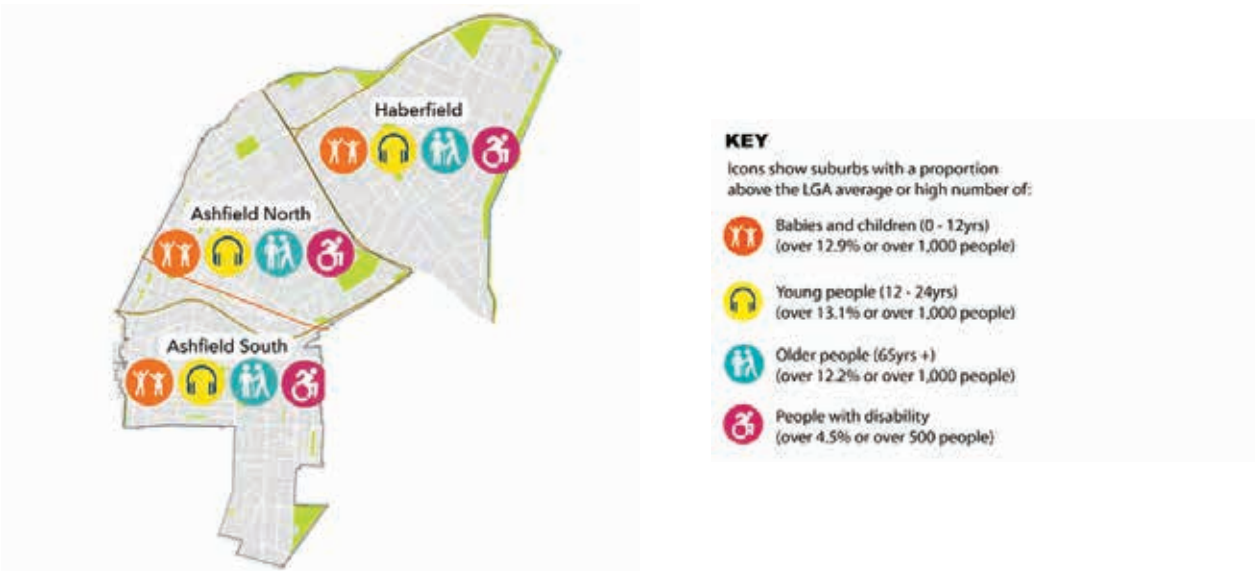 Haberfield
Ashfield North
Ashfield South
KEY
Icons show suburbs with a proportion
above the LGA average or high number of:
Babies and children (0 - 12yrs)
(over 12.9% or over 1,000 people)
Young people (12 - 24yrs)
(over 13.1% or over 1,000 people)
Older people (65yrs +)
(over 12.2% or over 1,000 people)
People with disability
(over 4.5% or over 500 people)